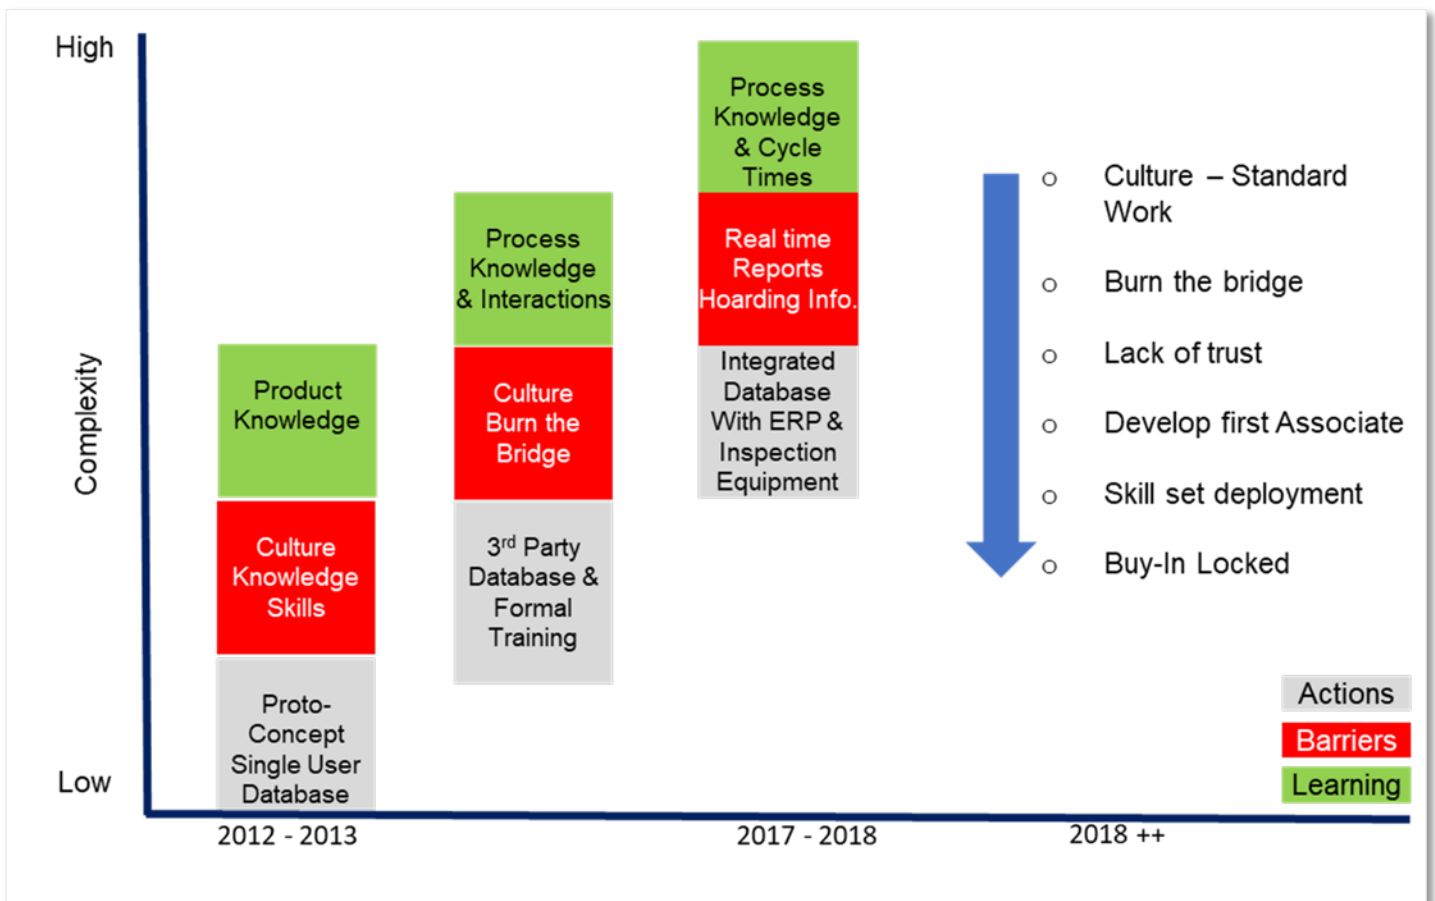 High
Complexity
Low
Product
Knowledge
Culture
Knowledge
Skills
Proto-
Concept
Single User
Database
Process
Knowledge
& Interactions
Culture
Burn the
Bridge
3rd Party
Database &
Formal
Training
Process
Knowledge
& Cycle
Times
Real time
Reports
Hoarding Info.
Integrated
Database
With ERP &
Inspection
Equipment
Culture – Standard
Work
Burn the bridge
Lack of trust
Develop first Associate
Skill set deployment
Buy-In Locked
Actions
Barriers
Learning
2012 - 2013
2017 - 2018
2018 ++